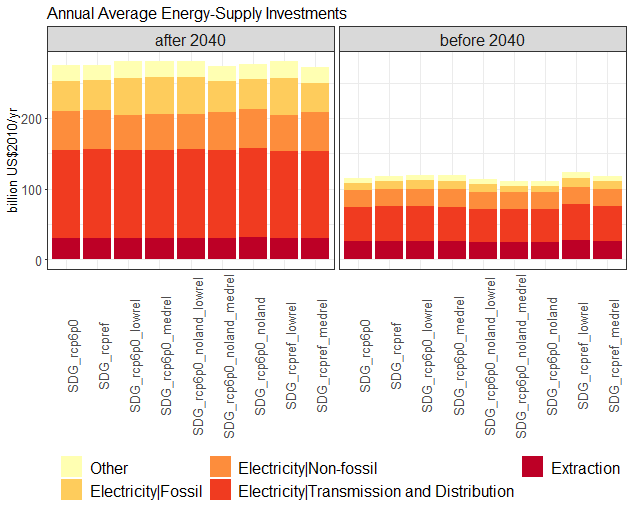 Annual Average Energy-Supply Investments
after 2040
before 2040
billion US$2010/yr
200
100
0
SDG_rcp6p0
SDG_rcpref
SDG_rcp6p0_lowrel
SDG_rcp6p0_medrel
SDG_rcp6p0_noland_lowrel
SDG_rcp6p0_noland_medrel
SDG_rcp6p0_noland
SDG_rcpref_lowrel
SDG_rcpref_medrel
SDG_rcp6p0
SDG_rcpref
SDG_rcp6p0_lowrel
SDG_rcp6p0_medrel
SDG_rcp6p0_noland_lowrel
SDG_rcp6p0_noland_medrel
SDG_rcp6p0_noland
SDG_rcpref_lowrel
SDG_rcpref_medrel
Other
Electricity|Non-fossil
Extraction
Electricity|Fossil
Electricity|Transmission and Distribution